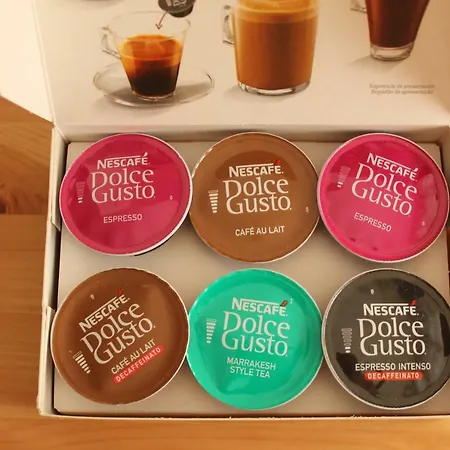 NESCAFÉ.
Dolce
Gusto.
ESPRESSO
NESCAFÉ.
Dolce
Gusto.
CAFÉ AU LAIT
NESCAFÉ.
Dolce
Gusto.
ESPRESSO
NESCAFÉ.
Dolce
Gusto.
CAFÉ AU LAIT
DECAFFEINATO
NESCAFÉ.
Dolce
Gusto.
MARRAKESH
STYLE TEA
NESCAFÉ.
Dolce
Gusto.
ESPRESSO INTENSO
DECAFFEINATO